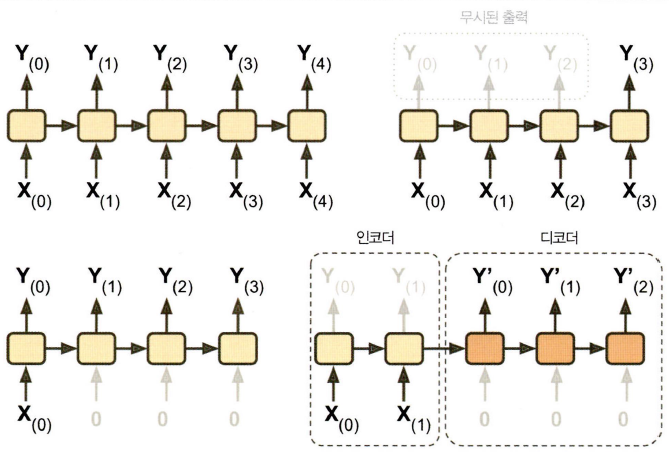 무시된 출력
Y(0) Y(1) Y(2) Y(3) Y(4)
Y(0) Y(1) Y(2) Y(3)
X(0) X(1) X(2) X(3) X(4)
X(0) X(1) X(2) X(3)
인코더 디코더
Y(0) Y(1) Y(2) Y(3)
Y(0) Y(1) Y'(0) Y'(1) Y'(2)
X(0) 0 0 0
X(0) X(1) 0 0 0